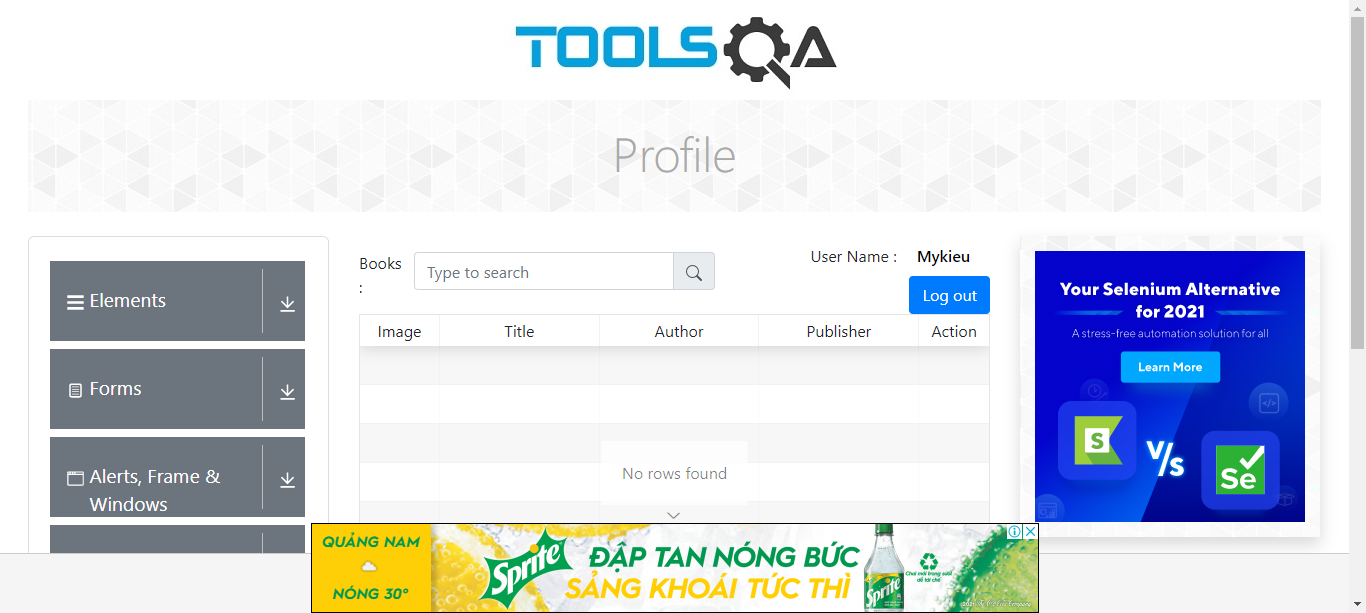 TOOLSQA
Profile
Elements
Forms
Alerts, Frame &
Windows
Books
:
Type to search
User Name :
Mykieu
Log out
Image
Title
Author
Publisher
Action
No rows found
Your Selenium Alternative
for 2021
A stress-free automation solution for all
Learn More
S
V/S
Se
QUẢNG NAM
NÓNG 30°
Sprite
ĐẬP TAN NÓNG BỨC
SẢNG KHOÁI TỨC THÌ
Sprite